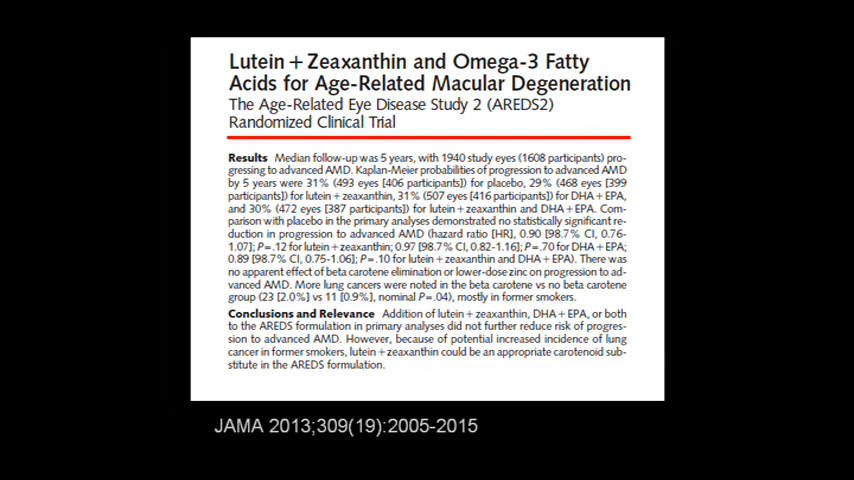 Lutein + Zeaxanthin and Omega-3 Fatty
Acids for Age-Related Macular Degeneration
The Age-Related Eye Disease Study 2 (AREDS2)
Randomized Clinical Trial
Results Median follow-up was 5 years, with 1940 study eyes (1608 participants) pro-
gressing to advanced AMD. Kaplan-Meier probabilities of progression to advanced AMD
by 5 years were 31% (493 eyes [406 participants]) for placebo, 29% (468 eyes [399
participants]) for lutein + zeaxanthin, 31% (507 eyes [416 participants]) for DHA + EPA,
and 30% (472 eyes [387 participants]) for lutein + zeaxanthin and DHA + EPA. Com-
parison with placebo in the primary analyses demonstrated no statistically significant re-
duction in progression to advanced AMD (hazard ratio [HR], 0.90 [98.7% CI, 0.76-
1.07]; P=.12 for lutein + zeaxanthin; 0.97 [98.7% CI, 0.82-1.16]; P=.70 for DHA + EPA;
0.89 [98.7% CI, 0.75-1.06]; P=.10 for lutein + zeaxanthin and DHA + EPA). There was
no apparent effect of beta carotene elimination or lower-dose zinc on progression to ad-
vanced AMD. More lung cancers were noted in the beta carotene vs no beta carotene
group (23 [2.0%] vs 11 [0.9%], nominal P=.04), mostly in former smokers.
Conclusions and Relevance Addition of lutein + zeaxanthin, DHA + EPA, or both
to the AREDS formulation in primary analyses did not further reduce risk of progres-
sion to advanced AMD. However, because of potential increased incidence of lung
cancer in former smokers, lutein + zeaxanthin could be an appropriate carotenoid sub-
stitute in the AREDS formulation.
JAMA 2013;309(19):2005-2015